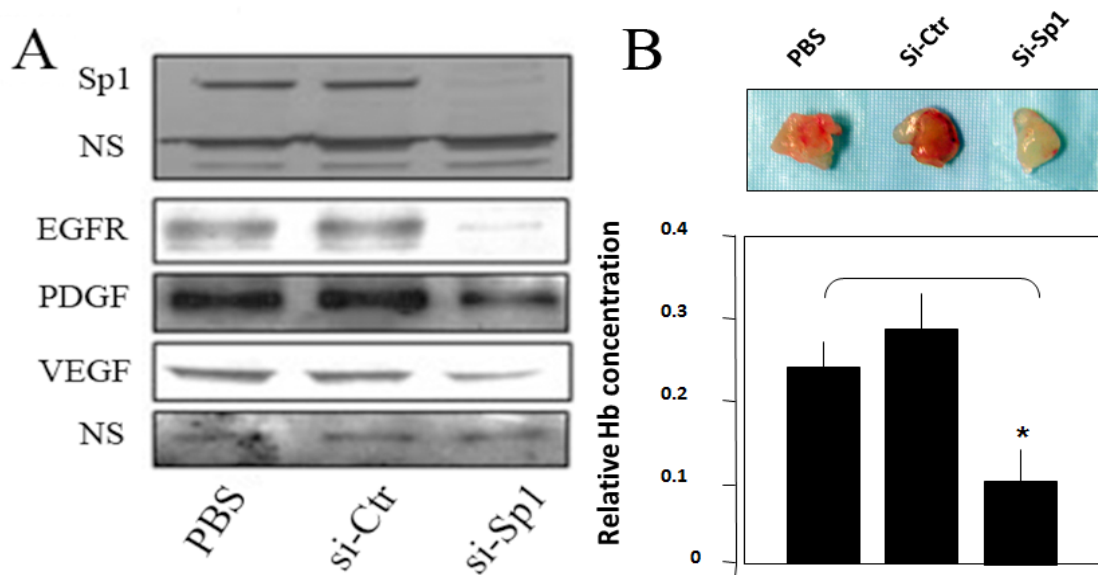 A
Sp1
NS
EGFR
PDGF
VEGF
NS
PBS
si-Ctr
si-Sp1
B
PBS
Si-Ctr
Si-Sp1
Relative Hb concentration
0.4
0.3
0.2
0.1
0
*